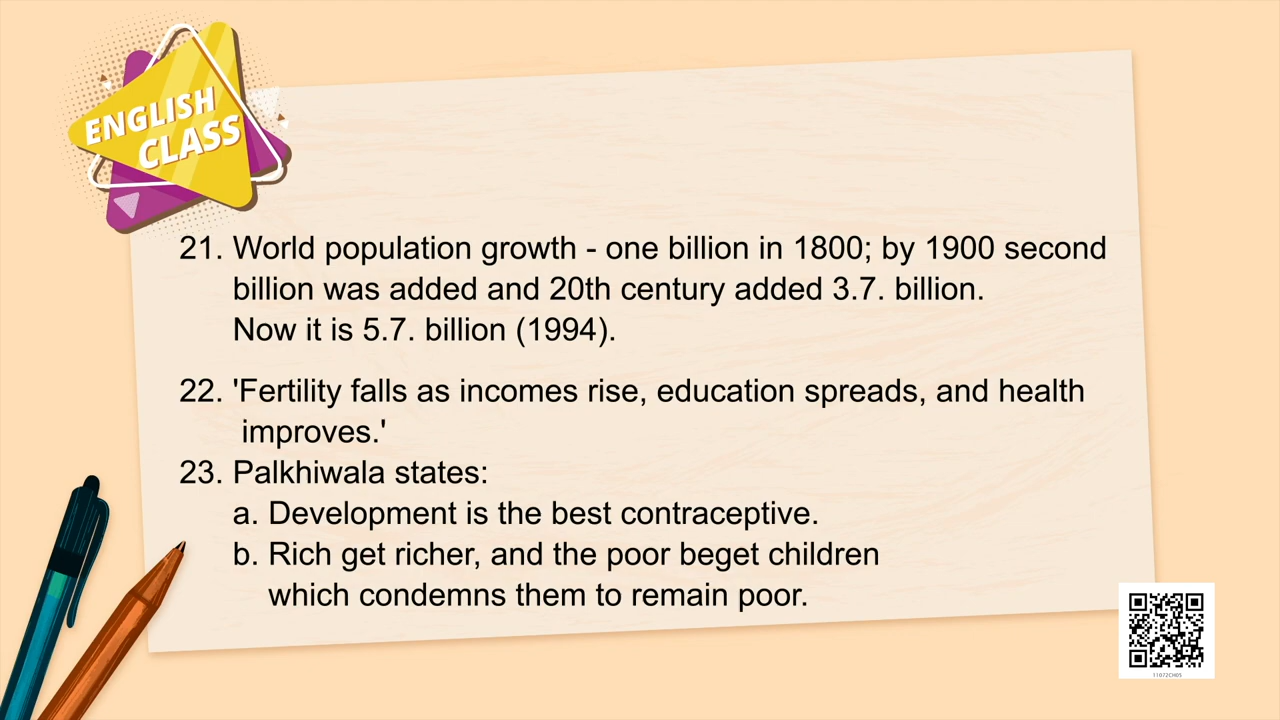 ENGLISH
CLASS
21. World population growth - one billion in 1800; by 1900 second
billion was added and 20th century added 3.7. billion.
Now it is 5.7. billion (1994).
22. 'Fertility falls as incomes rise, education spreads, and health
improves.'
23. Palkhiwala states:
a. Development is the best contraceptive.
b. Rich get richer, and the poor beget children
which condemns them to remain poor.
11072CH05